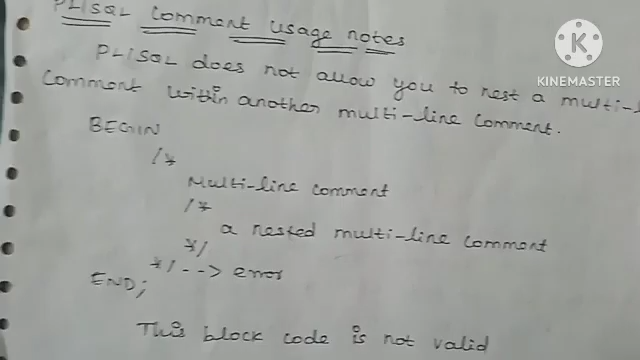 PL/SQL comment usage notes
PL/SQL does not allow you to nest a multi-l
comment within another multi-line comment.
BEGIN
/*
Multi-line comment
/*
a nested multi-line comment
*/
*/ --> error
END;
This block code is not valid
KINEMASTER